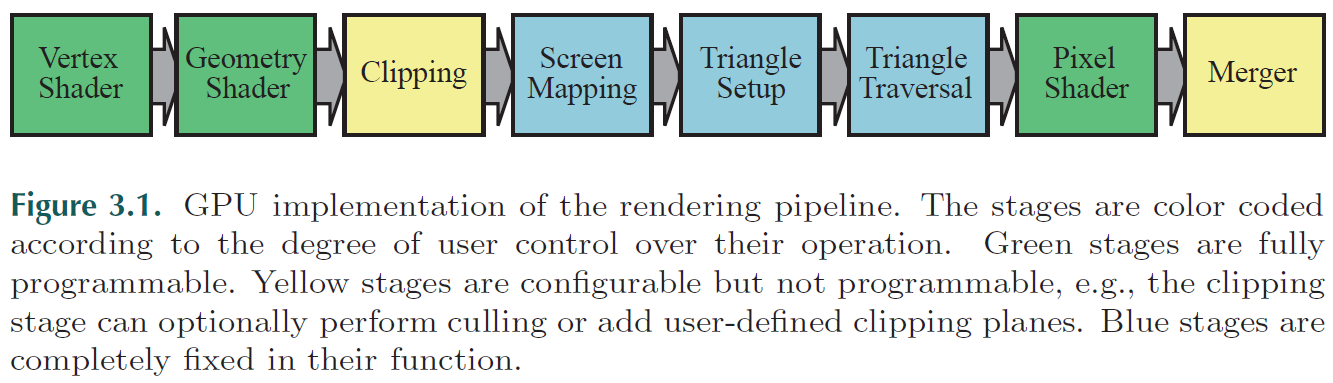 Vertex
Shader
Geometry
Shader
Clipping
Screen
Mapping
Triangle
Setup
Triangle
Traversal
Pixel
Shader
Merger
Figure 3.1. GPU implementation of the rendering pipeline. The stages are color coded
according to the degree of user control over their operation. Green stages are fully
programmable. Yellow stages are configurable but not programmable, e.g., the clipping
stage can optionally perform culling or add user-defined clipping planes. Blue stages are
completely fixed in their function.